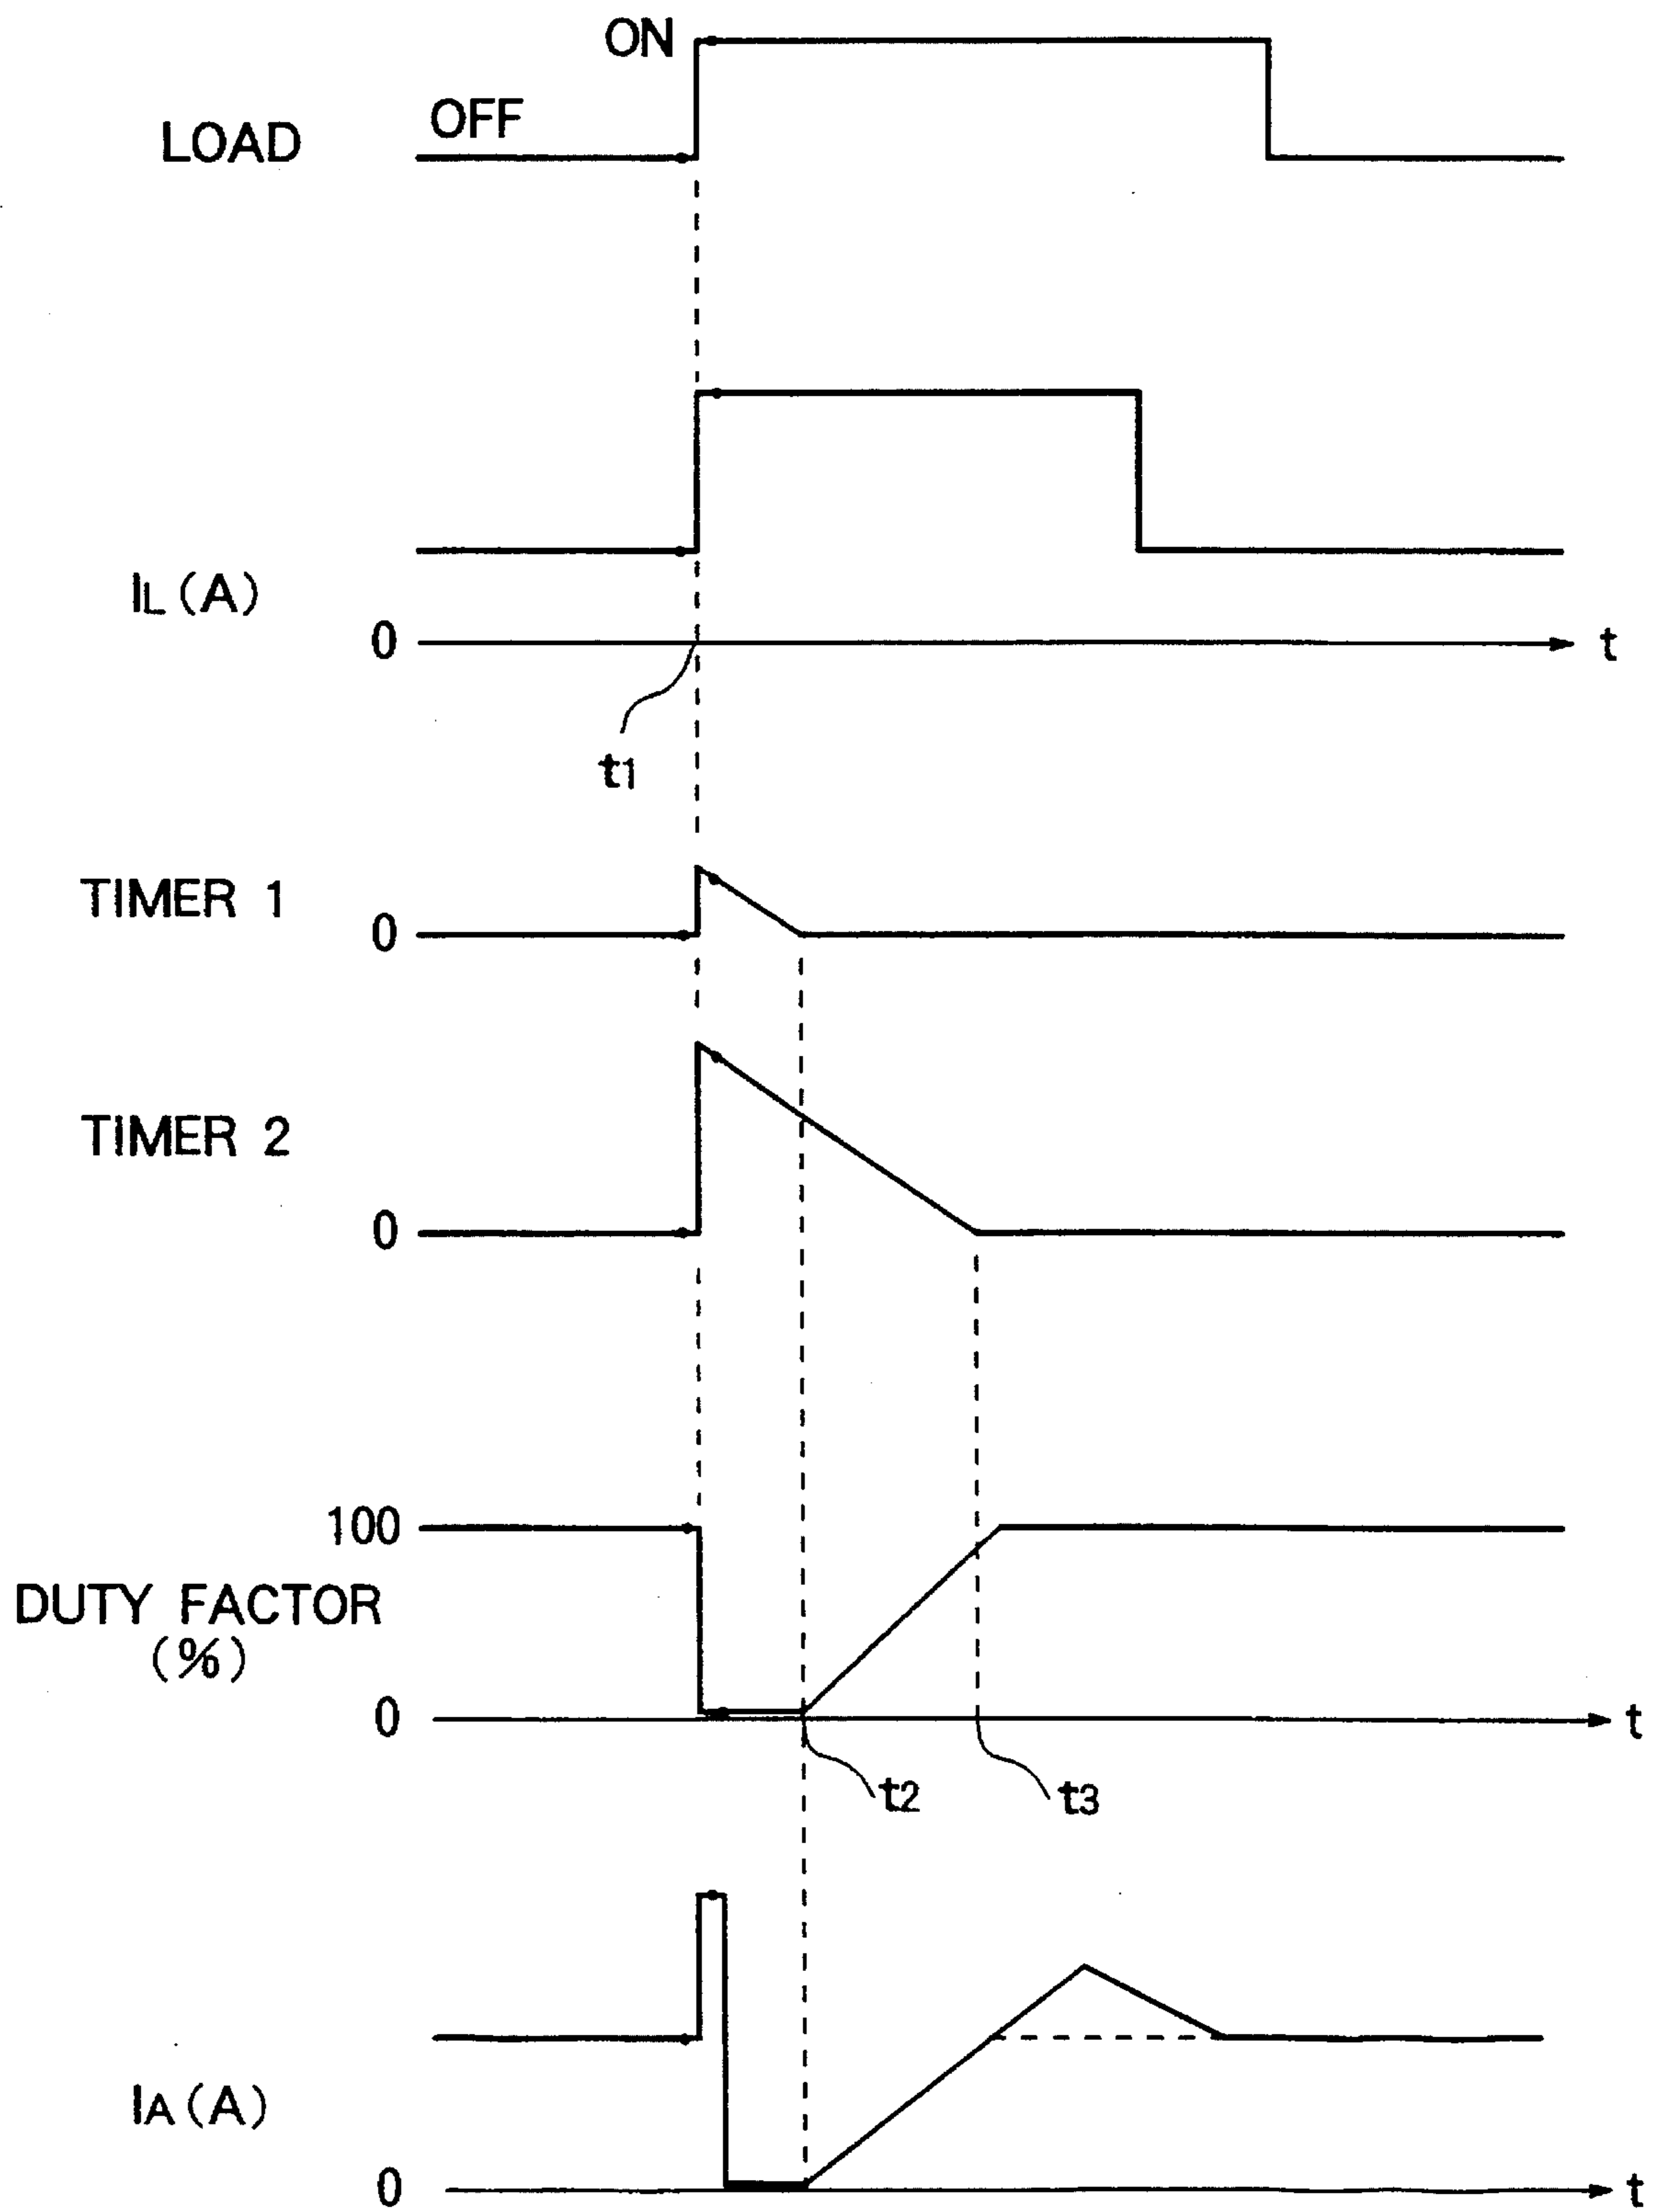 ON
OFF
LOAD
IL(A)
0
t
t1
TIMER 1
0
TIMER 2
0
100
DUTY FACTOR
(%)
0
t
t2
t3
IA(A)
0
t